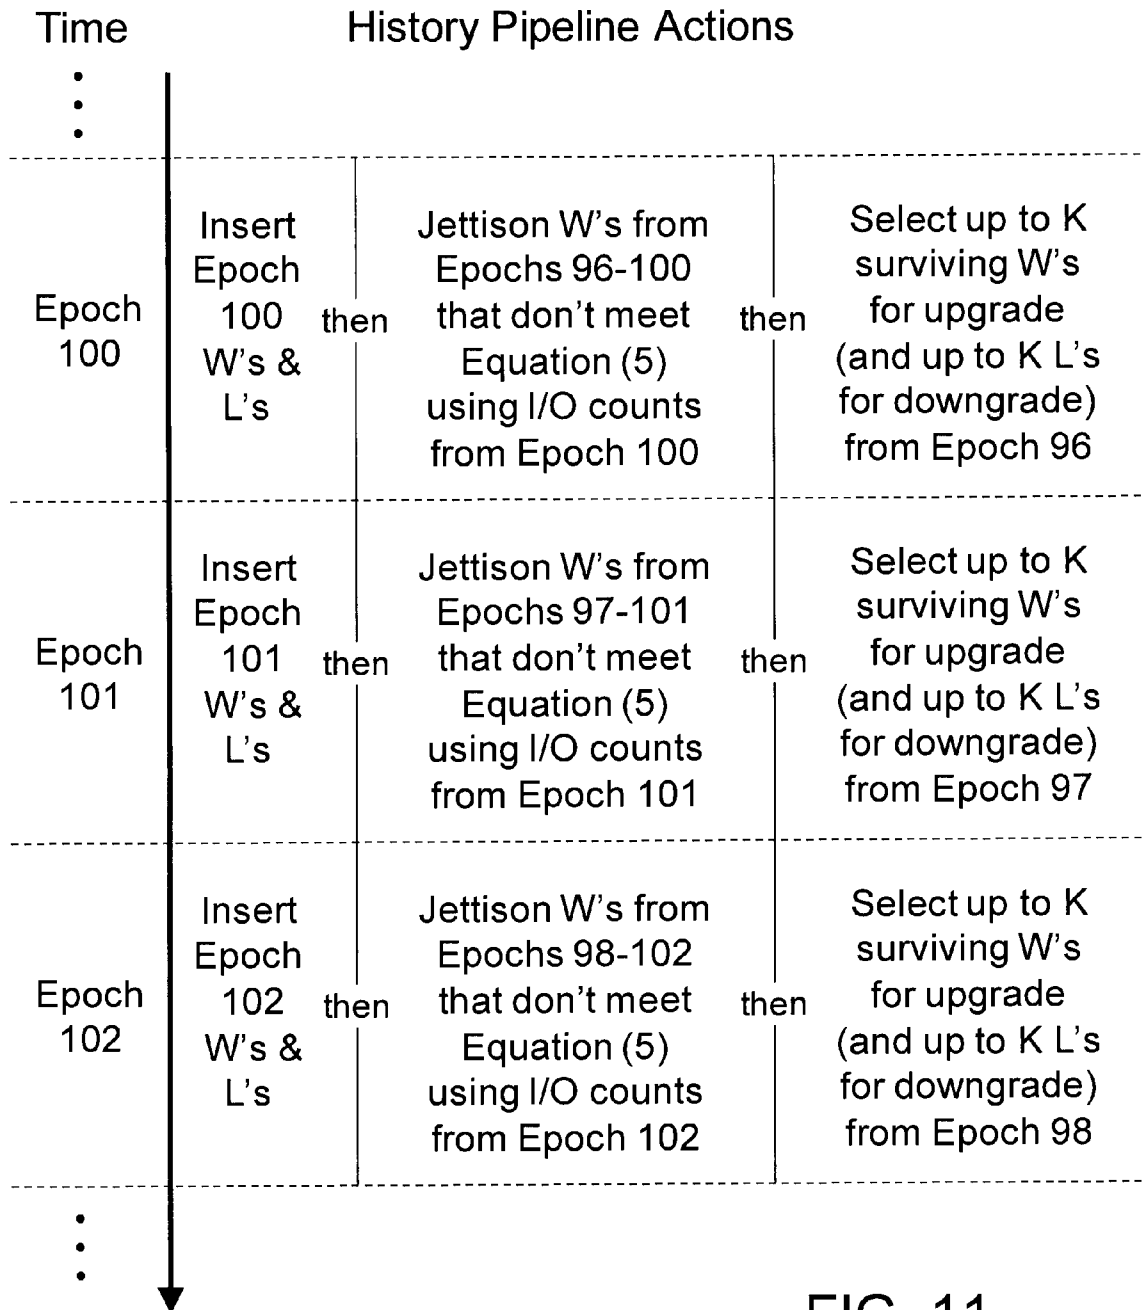 Time
History Pipeline Actions
Epoch
100
Insert
Epoch
100
W's &
L's
then
Jettison W's from
Epochs 96-100
that don't meet
Equation (5)
using I/O counts
from Epoch 100
then
Select up to K
surviving W's
for upgrade
(and up to K L's
for downgrade)
from Epoch 96
Epoch
101
Insert
Epoch
101
W's &
L's
then
Jettison W's from
Epochs 97-101
that don't meet
Equation (5)
using I/O counts
from Epoch 101
then
Select up to K
surviving W's
for upgrade
(and up to K L's
for downgrade)
from Epoch 97
Epoch
102
Insert
Epoch
102
W's &
L's
then
Jettison W's from
Epochs 98-102
that don't meet
Equation (5)
using I/O counts
from Epoch 102
then
Select up to K
surviving W's
for upgrade
(and up to K L's
for downgrade)
from Epoch 98
FIG. 11